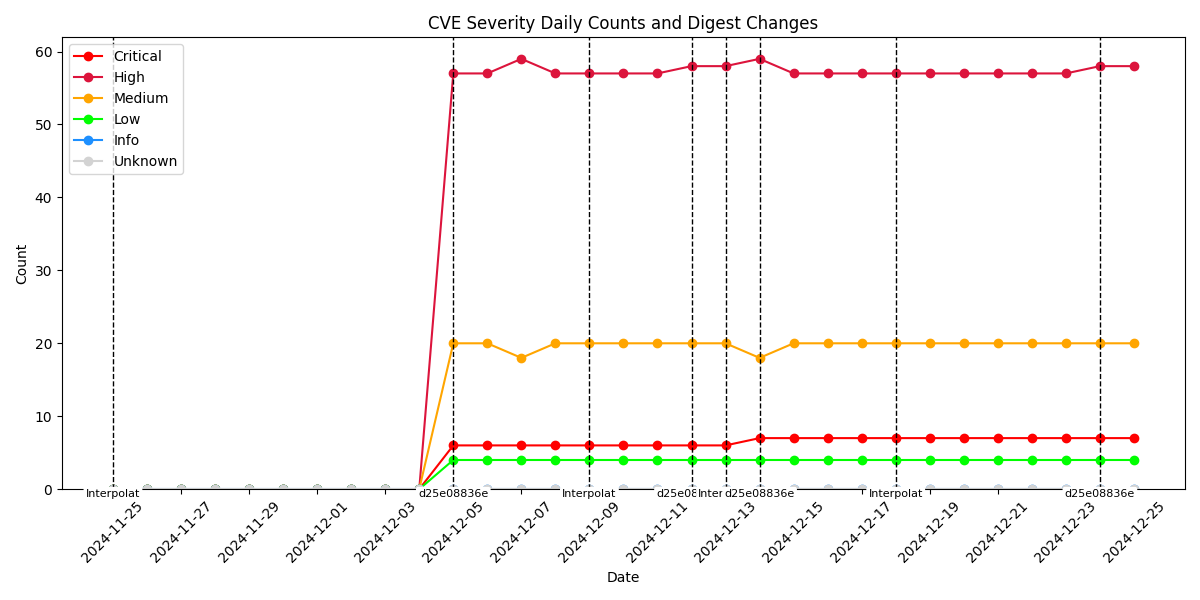 CVE Severity Daily Counts and Digest Changes
Critical
High
Medium
Low
Info
Unknown
60
50
40
30
20
10
0
Count
Interpolat
d25e08836e
Interpolat
d25e0
Inter
d25e08836e
Interpolat
d25e08836e
2024-11-25
2024-11-27
2024-11-29
2024-12-01
2024-12-03
2024-12-05
2024-12-07
2024-12-09
2024-12-11
2024-12-13
2024-12-15
2024-12-17
2024-12-19
2024-12-21
2024-12-23
2024-12-25
Date